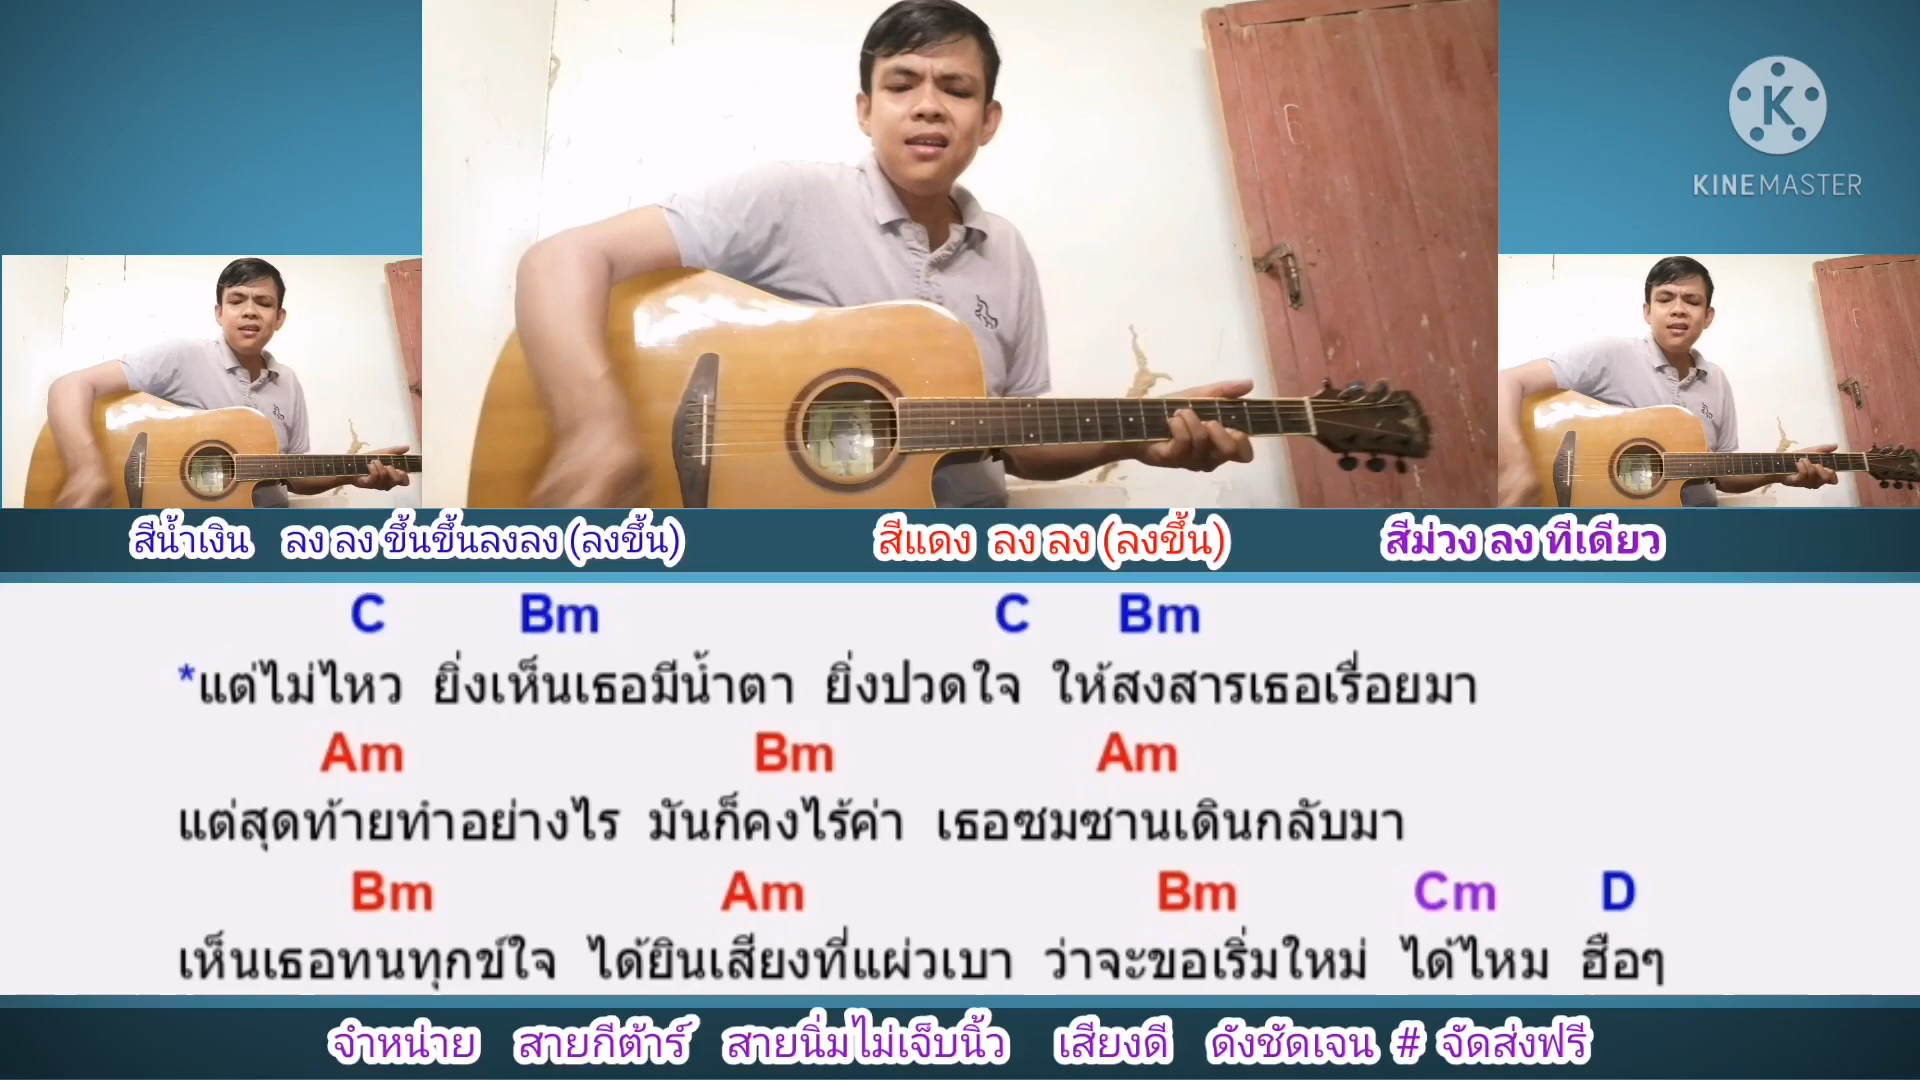 KINEMASTER
สีน้ำเงิน ลง ลง ขึ้นขึ้นลงลง (ลงขึ้น) สีแดง ลง ลง (ลงขึ้น) สีม่วง ลง ทีเดียว
C Bm C Bm
*แต่ไม่ไหว ยิ่งเห็นเธอมีน้ำตา ยิ่งปวดใจ ให้สงสารเธอเรื่อยมา
Am Bm Am
แต่สุดท้ายทำอย่างไร มันก็คงไร้ค่า เธอซมซานเดินกลับมา
Bm Am Bm Cm D
เห็นเธอทนทุกข์ใจ ได้ยินเสียงที่แผ่วเบา ว่าจะขอเริ่มใหม่ ได้ไหม ฮือๆ
จำหน่าย สายกีต้าร์ สายนิ่มไม่เจ็บนิ้ว เสียงดี ดังชัดเจน # จัดส่งฟรี